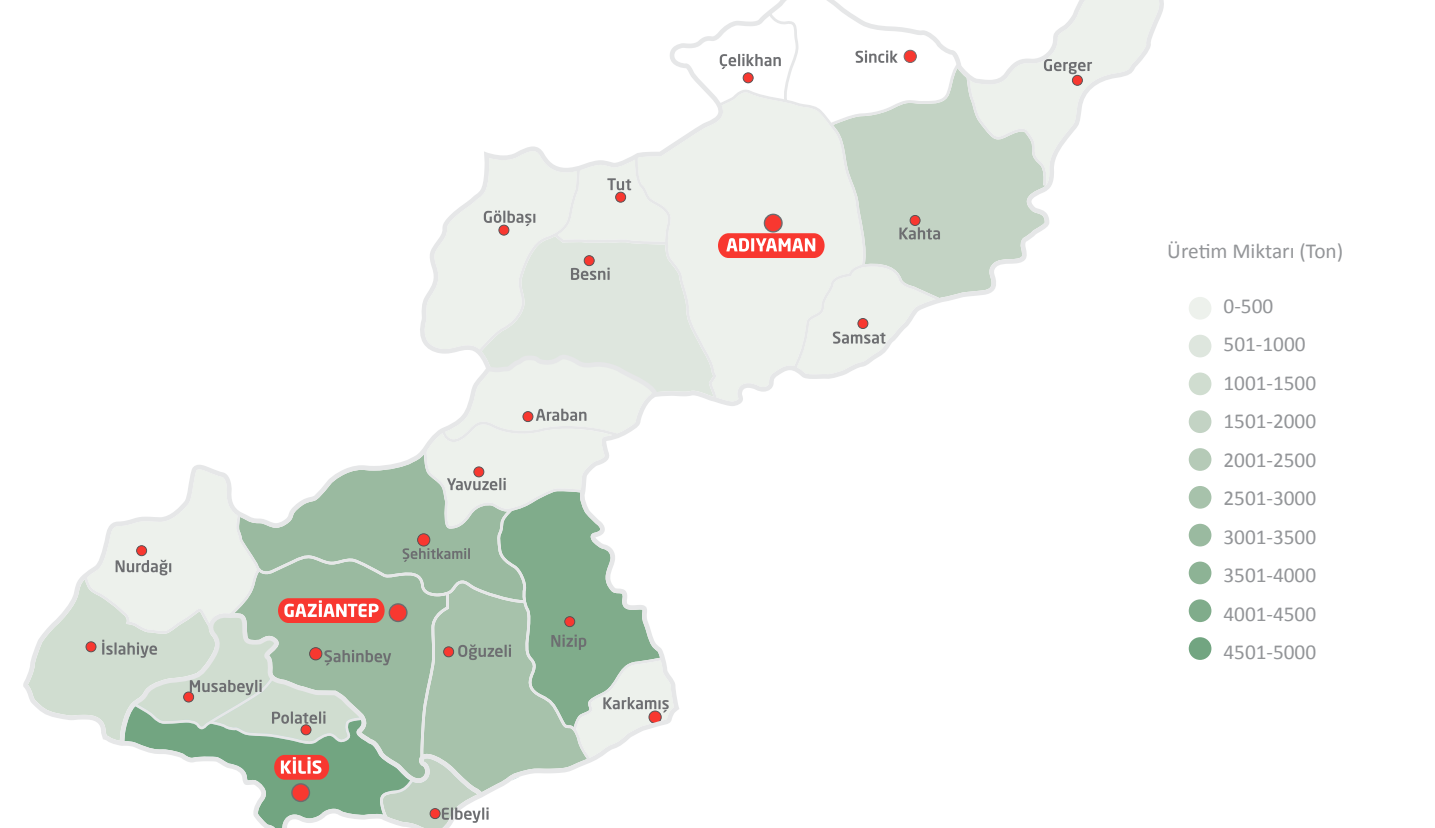 Çelikhan
Sincik
Gerger
Tut
Gölbaşı
Kahta
ADIYAMAN
Besni
Samsat
Araban
Yavuzeli
Şehitkamil
Nurdağı
GAZİANTEP
Nizip
İslahiye
Şahinbey
Oğuzeli
Musabeyli
Karkamış
Polateli
KİLİS
Elbeyli
Üretim Miktarı (Ton)
0-500
501-1000
1001-1500
1501-2000
2001-2500
2501-3000
3001-3500
3501-4000
4001-4500
4501-5000